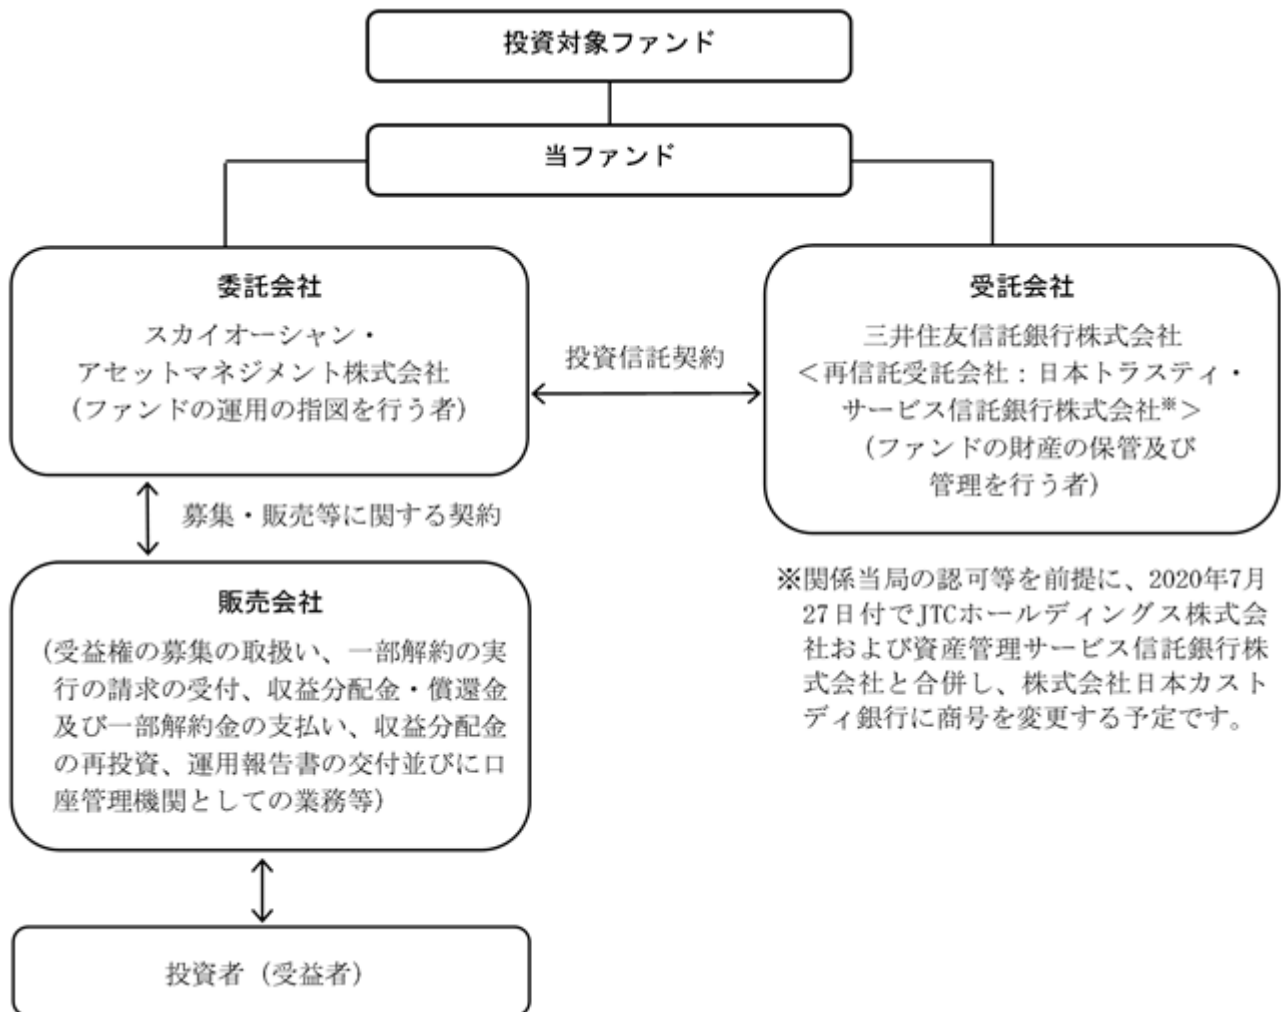 投資対象ファンド
当ファンド
委託会社
スカイオーシャン・
アセットマネジメント株式会社
（ファンドの運用の指図を行う者）
投資信託契約
受託会社
三井住友信託銀行株式会社
＜再信託受託会社：日本トラスティ・
サービス信託銀行株式会社※＞
（ファンドの財産の保管及び
管理を行う者）
募集・販売等に関する契約
※関係当局の認可等を前提に、2020年7月
27日付でJTCホールディングス株式会
社および資産管理サービス信託銀行株
式会社と合併し、株式会社日本カスト
ディ銀行に商号を変更する予定です。
販売会社
（受益権の募集の取扱い、一部解約の実
行の請求の受付、収益分配金・償還金
及び一部解約金の支払い、収益分配金
の再投資、運用報告書の交付並びに口
座管理機関としての業務等）
投資者（受益者）